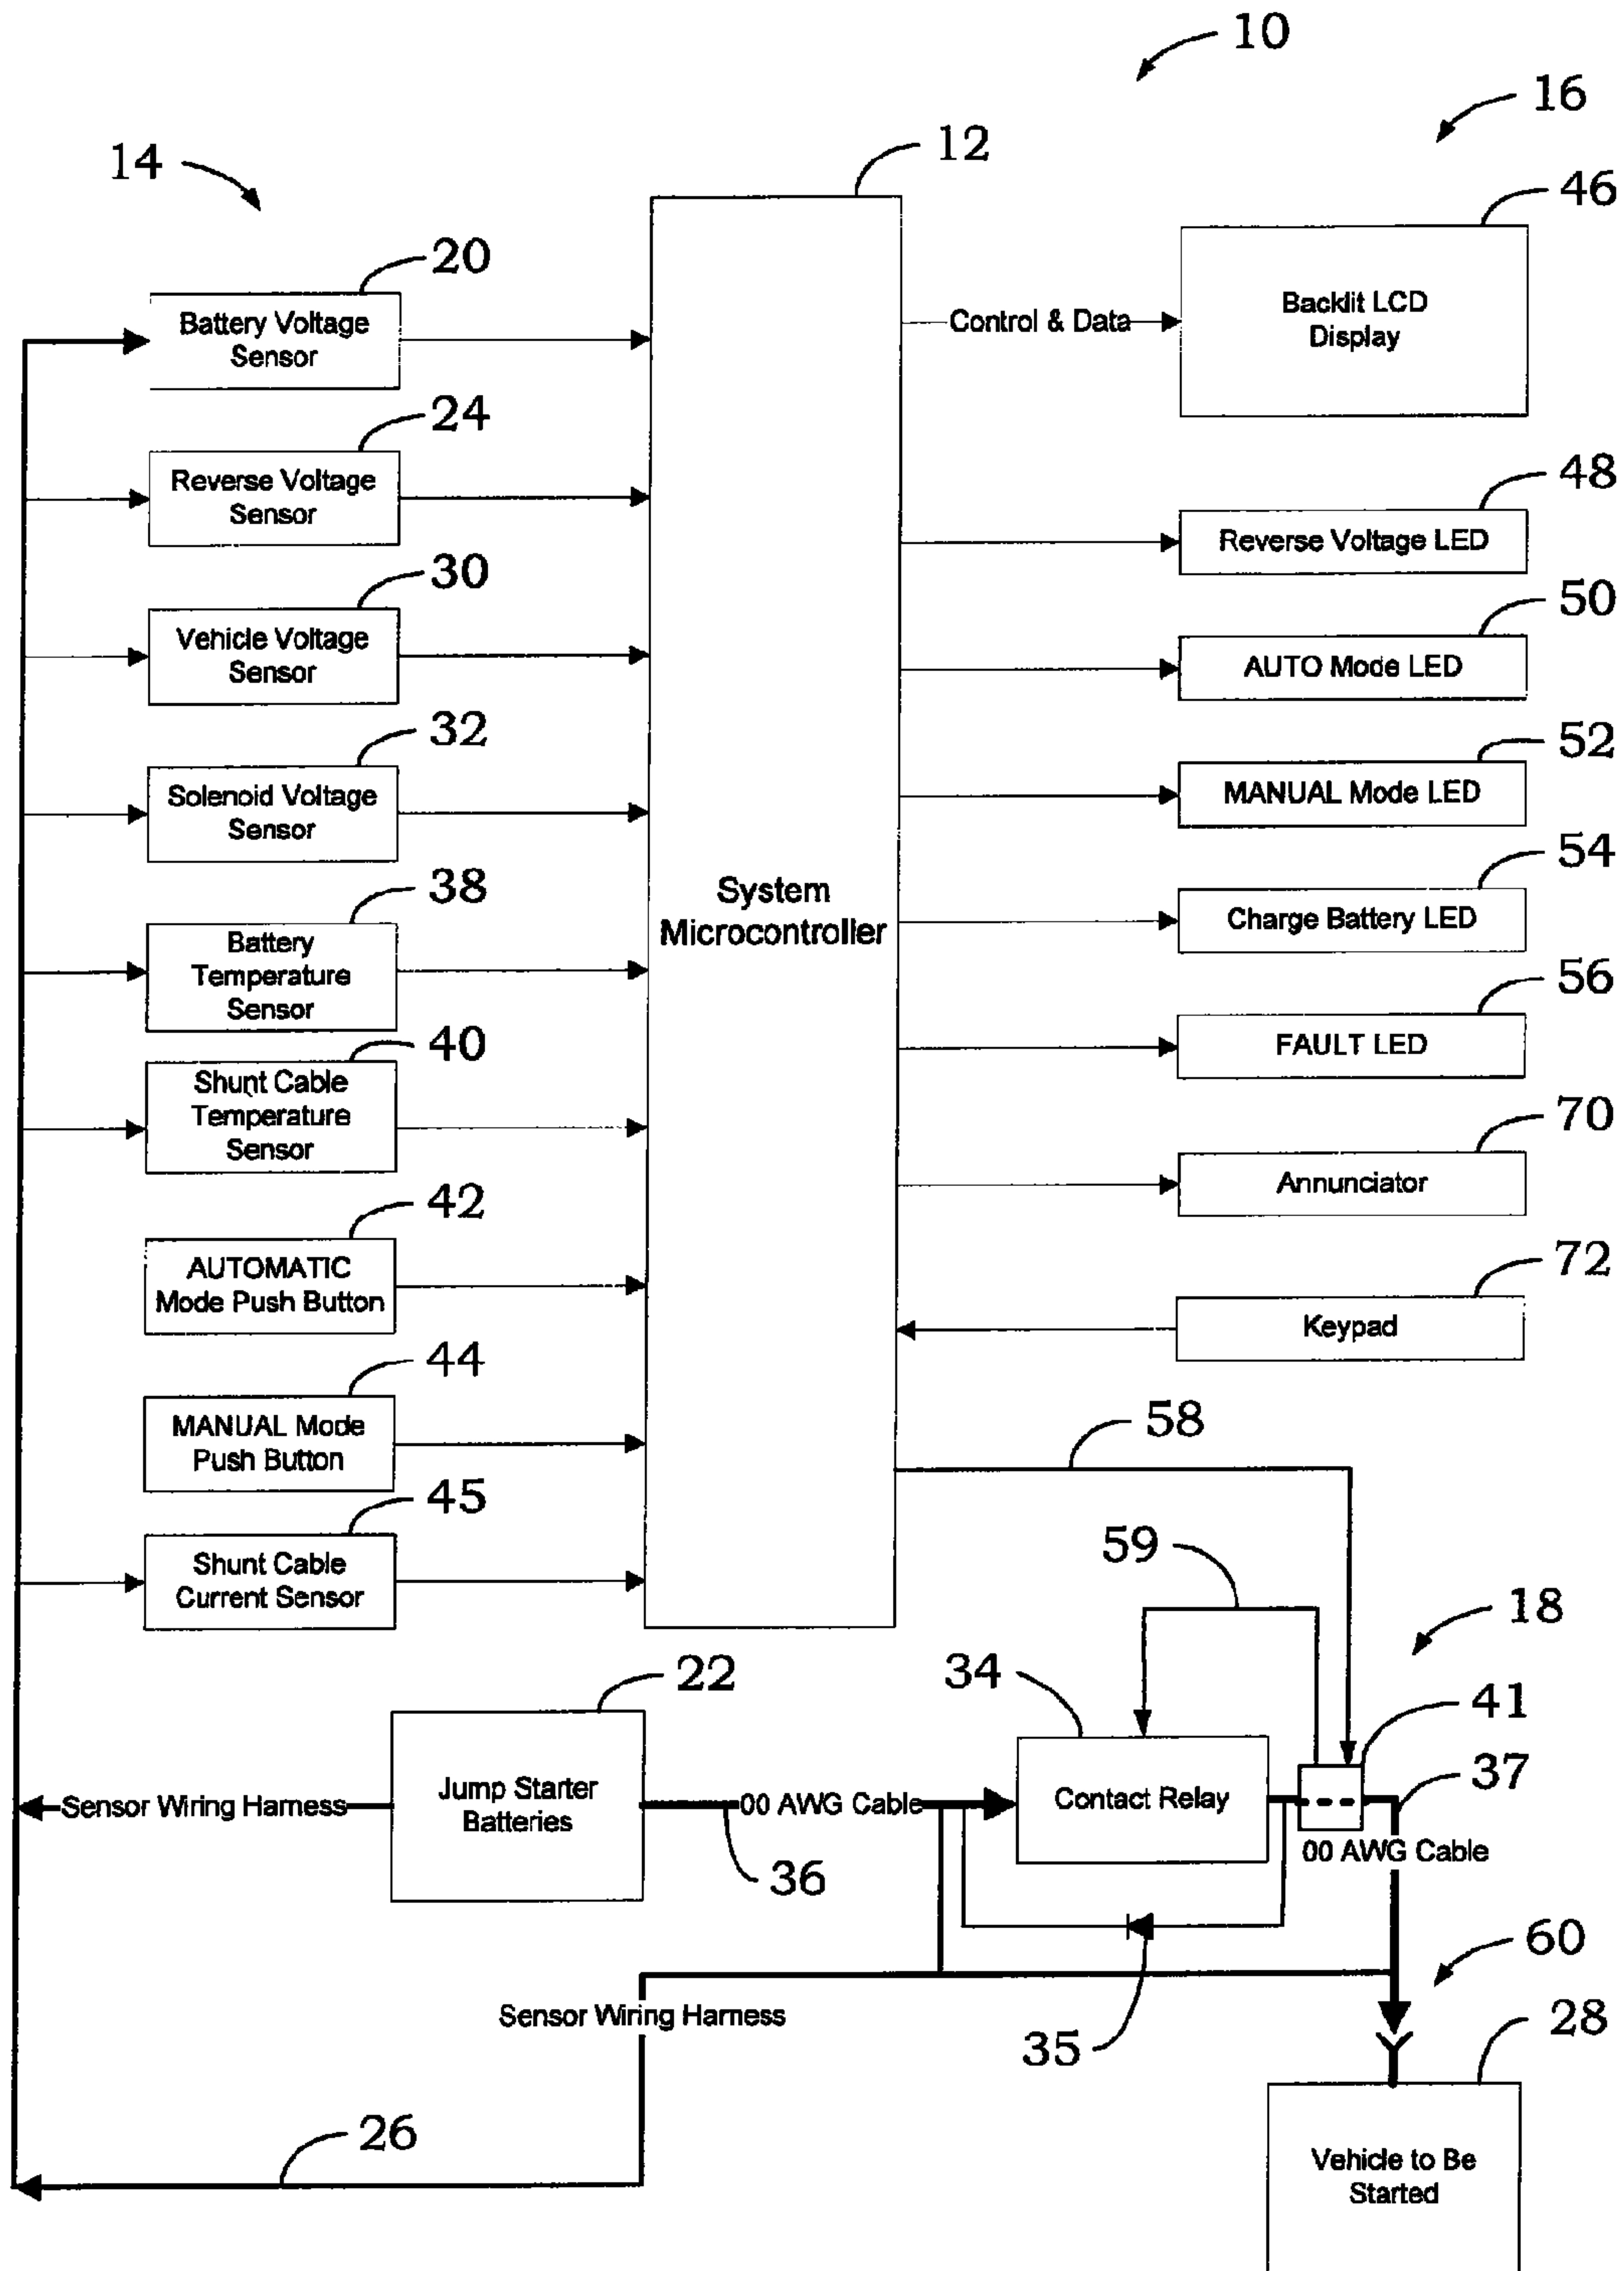 10
16
14
12
46
20
Battery Voltage
Sensor
Control & Data
Backlit LCD
Display
24
Reverse Voltage
Sensor
48
Reverse Voltage LED
30
Vehicle Voltage
Sensor
50
AUTO Mode LED
32
Solenoid Voltage
Sensor
52
MANUAL Mode LED
System
Microcontroller
38
Battery
Temperature
Sensor
54
Charge Battery LED
40
Shunt Cable
Temperature
Sensor
56
FAULT LED
42
AUTOMATIC
Mode Push Button
70
Annunciator
44
MANUAL Mode
Push Button
72
Keypad
45
Shunt Cable
Current Sensor
58
59
18
22
Jump Starter
Batteries
34
Contact Relay
41
37
Sensor Wiring Harness
00 AWG Cable
36
00 AWG Cable
35
60
Sensor Wiring Harness
28
26
Vehicle to Be
Started